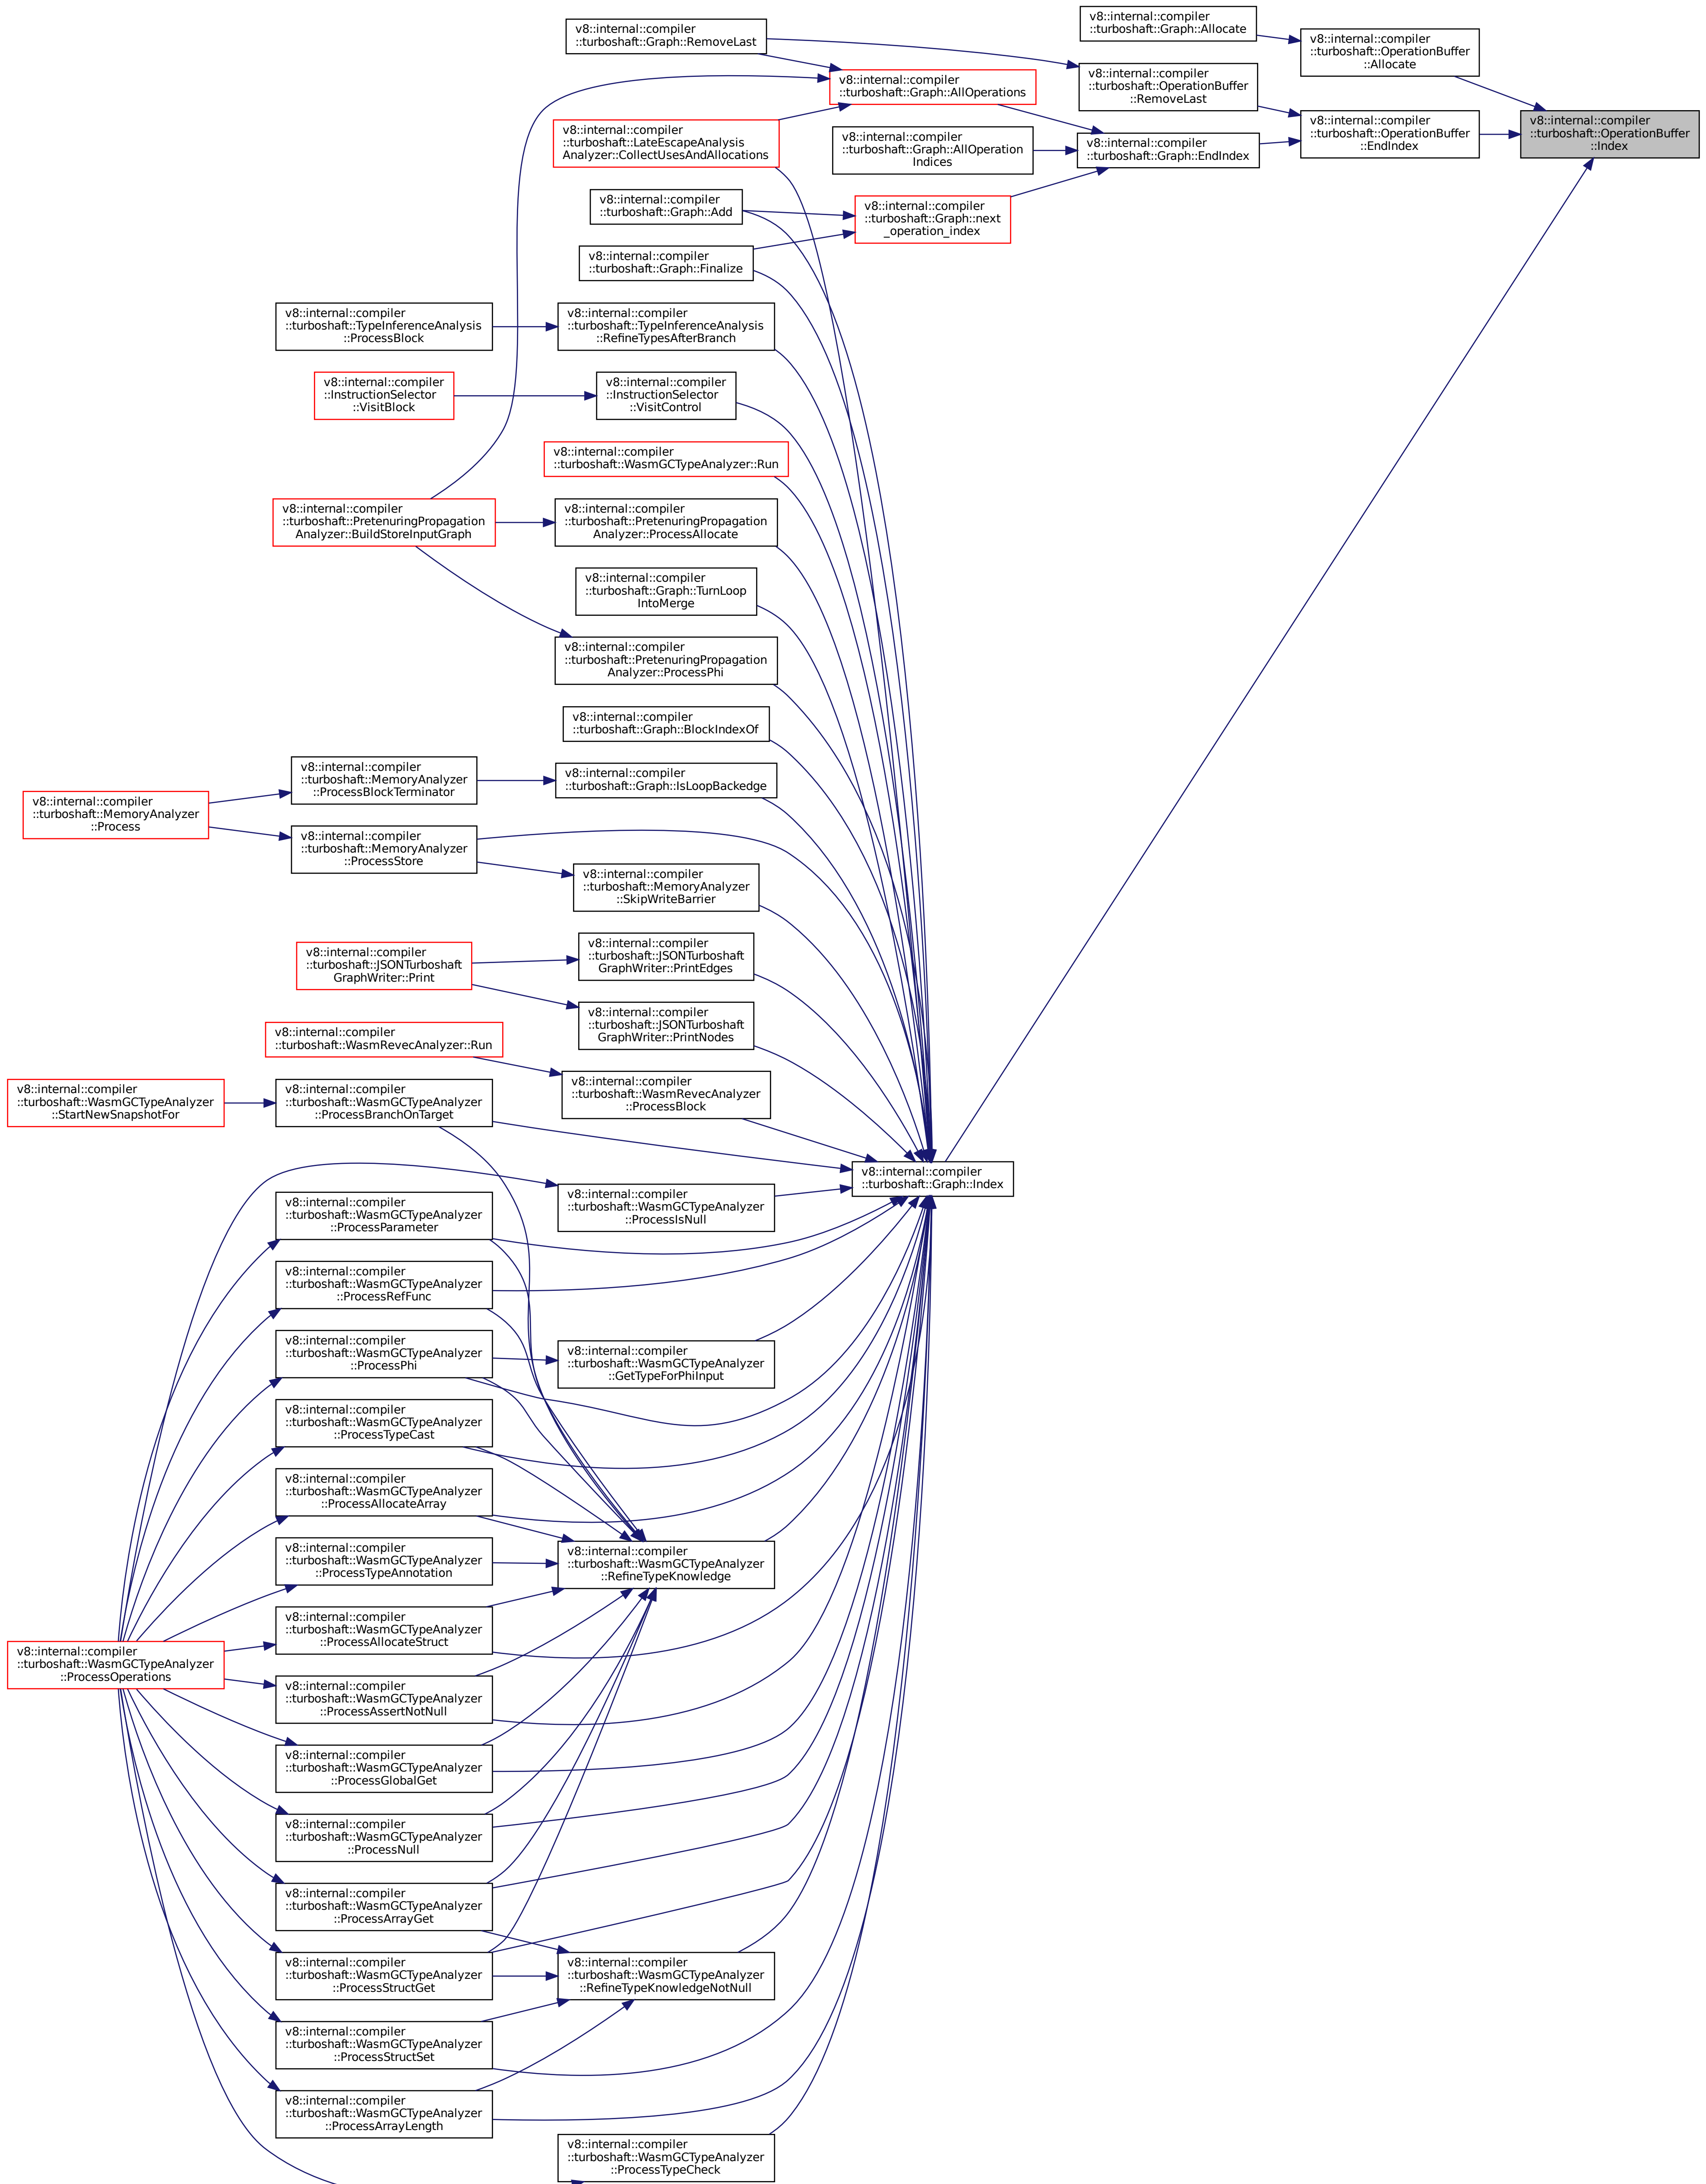 v8::internal::compiler
::turboshaft::Graph::RemoveLast
v8::internal::compiler
::turboshaft::Graph::Allocate
v8::internal::compiler
::turboshaft::OperationBuffer
::Allocate
v8::internal::compiler
::turboshaft::Graph::AllOperations
v8::internal::compiler
::turboshaft::OperationBuffer
::RemoveLast
v8::internal::compiler
::turboshaft::LateEscapeAnalysis
Analyzer::CollectUsesAndAllocations
v8::internal::compiler
::turboshaft::Graph::AllOperation
Indices
v8::internal::compiler
::turboshaft::Graph::EndIndex
v8::internal::compiler
::turboshaft::OperationBuffer
::EndIndex
v8::internal::compiler
::turboshaft::OperationBuffer
::Index
v8::internal::compiler
::turboshaft::Graph::Add
v8::internal::compiler
::turboshaft::Graph::next
_operation_index
v8::internal::compiler
::turboshaft::Graph::Finalize
v8::internal::compiler
::turboshaft::TypeInferenceAnalysis
::ProcessBlock
v8::internal::compiler
::turboshaft::TypeInferenceAnalysis
::RefineTypesAfterBranch
v8::internal::compiler
::InstructionSelector
::VisitBlock
v8::internal::compiler
::InstructionSelector
::VisitControl
v8::internal::compiler
::turboshaft::WasmGCTypeAnalyzer::Run
v8::internal::compiler
::turboshaft::PretenuringPropagation
Analyzer::BuildStoreInputGraph
v8::internal::compiler
::turboshaft::PretenuringPropagation
Analyzer::ProcessAllocate
v8::internal::compiler
::turboshaft::Graph::TurnLoop
IntoMerge
v8::internal::compiler
::turboshaft::PretenuringPropagation
Analyzer::ProcessPhi
v8::internal::compiler
::turboshaft::Graph::BlockIndexOf
v8::internal::compiler
::turboshaft::MemoryAnalyzer
::ProcessBlockTerminator
v8::internal::compiler
::turboshaft::Graph::IsLoopBackedge
v8::internal::compiler
::turboshaft::MemoryAnalyzer
::Process
v8::internal::compiler
::turboshaft::MemoryAnalyzer
::ProcessStore
v8::internal::compiler
::turboshaft::MemoryAnalyzer
::SkipWriteBarrier
v8::internal::compiler
::turboshaft::JSONTurboshaft
GraphWriter::Print
v8::internal::compiler
::turboshaft::JSONTurboshaft
GraphWriter::PrintEdges
v8::internal::compiler
::turboshaft::JSONTurboshaft
GraphWriter::PrintNodes
v8::internal::compiler
::turboshaft::WasmRevecAnalyzer::Run
v8::internal::compiler
::turboshaft::WasmRevecAnalyzer
::ProcessBlock
v8::internal::compiler
::turboshaft::WasmGCTypeAnalyzer
::StartNewSnapshotFor
v8::internal::compiler
::turboshaft::WasmGCTypeAnalyzer
::ProcessBranchOnTarget
v8::internal::compiler
::turboshaft::Graph::Index
v8::internal::compiler
::turboshaft::WasmGCTypeAnalyzer
::ProcessIsNull
v8::internal::compiler
::turboshaft::WasmGCTypeAnalyzer
::ProcessParameter
v8::internal::compiler
::turboshaft::WasmGCTypeAnalyzer
::ProcessRefFunc
v8::internal::compiler
::turboshaft::WasmGCTypeAnalyzer
::ProcessPhi
v8::internal::compiler
::turboshaft::WasmGCTypeAnalyzer
::GetTypeForPhiInput
v8::internal::compiler
::turboshaft::WasmGCTypeAnalyzer
::ProcessTypeCast
v8::internal::compiler
::turboshaft::WasmGCTypeAnalyzer
::ProcessAllocateArray
v8::internal::compiler
::turboshaft::WasmGCTypeAnalyzer
::ProcessTypeAnnotation
v8::internal::compiler
::turboshaft::WasmGCTypeAnalyzer
::RefineTypeKnowledge
v8::internal::compiler
::turboshaft::WasmGCTypeAnalyzer
::ProcessAllocateStruct
v8::internal::compiler
::turboshaft::WasmGCTypeAnalyzer
::ProcessOperations
v8::internal::compiler
::turboshaft::WasmGCTypeAnalyzer
::ProcessAssertNotNull
v8::internal::compiler
::turboshaft::WasmGCTypeAnalyzer
::ProcessGlobalGet
v8::internal::compiler
::turboshaft::WasmGCTypeAnalyzer
::ProcessNull
v8::internal::compiler
::turboshaft::WasmGCTypeAnalyzer
::ProcessArrayGet
v8::internal::compiler
::turboshaft::WasmGCTypeAnalyzer
::ProcessStructGet
v8::internal::compiler
::turboshaft::WasmGCTypeAnalyzer
::RefineTypeKnowledgeNotNull
v8::internal::compiler
::turboshaft::WasmGCTypeAnalyzer
::ProcessStructSet
v8::internal::compiler
::turboshaft::WasmGCTypeAnalyzer
::ProcessArrayLength
v8::internal::compiler
::turboshaft::WasmGCTypeAnalyzer
::ProcessTypeCheck